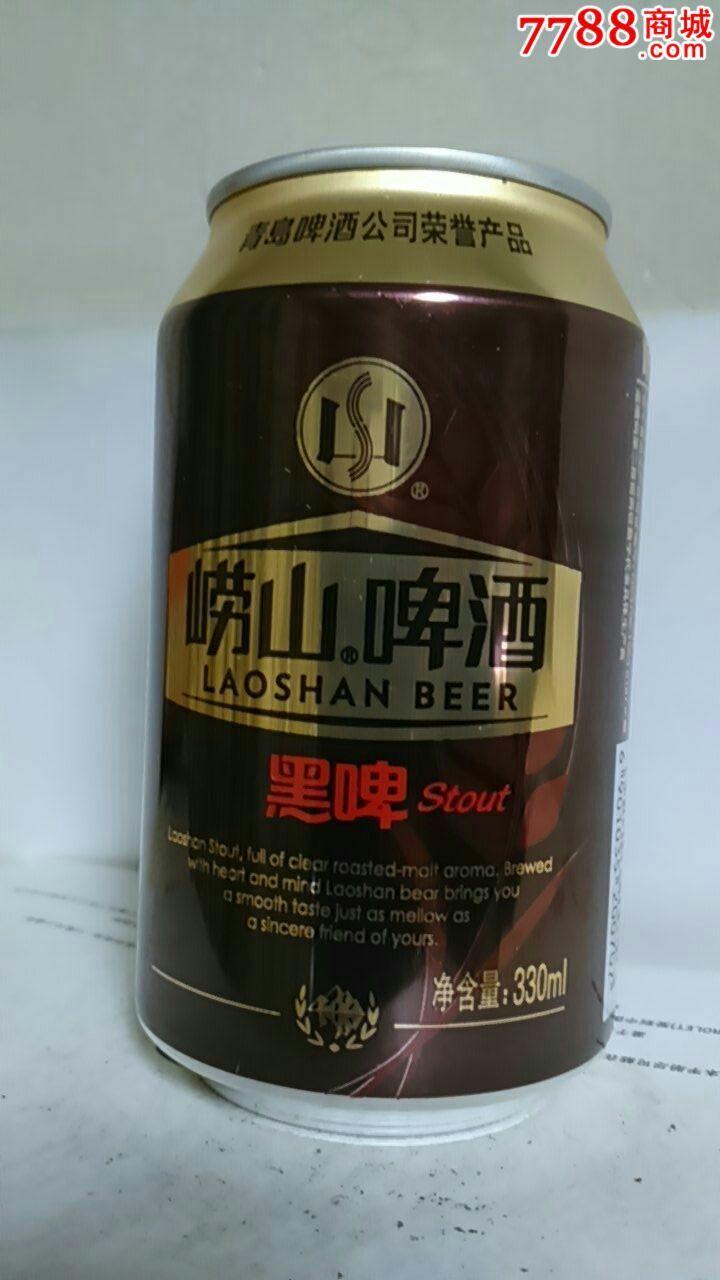 7788商城
.com
青島啤酒公司荣誉产品
LSI
®
崂山®啤酒
LAOSHAN BEER
黑啤 Stout
Laoshan Stout, full of clear roasted-malt aroma. Brewed
with heart and mind Laoshan bear brings you
a smooth taste just as mellow as
a sincere friend of yours.
净含量:330ml